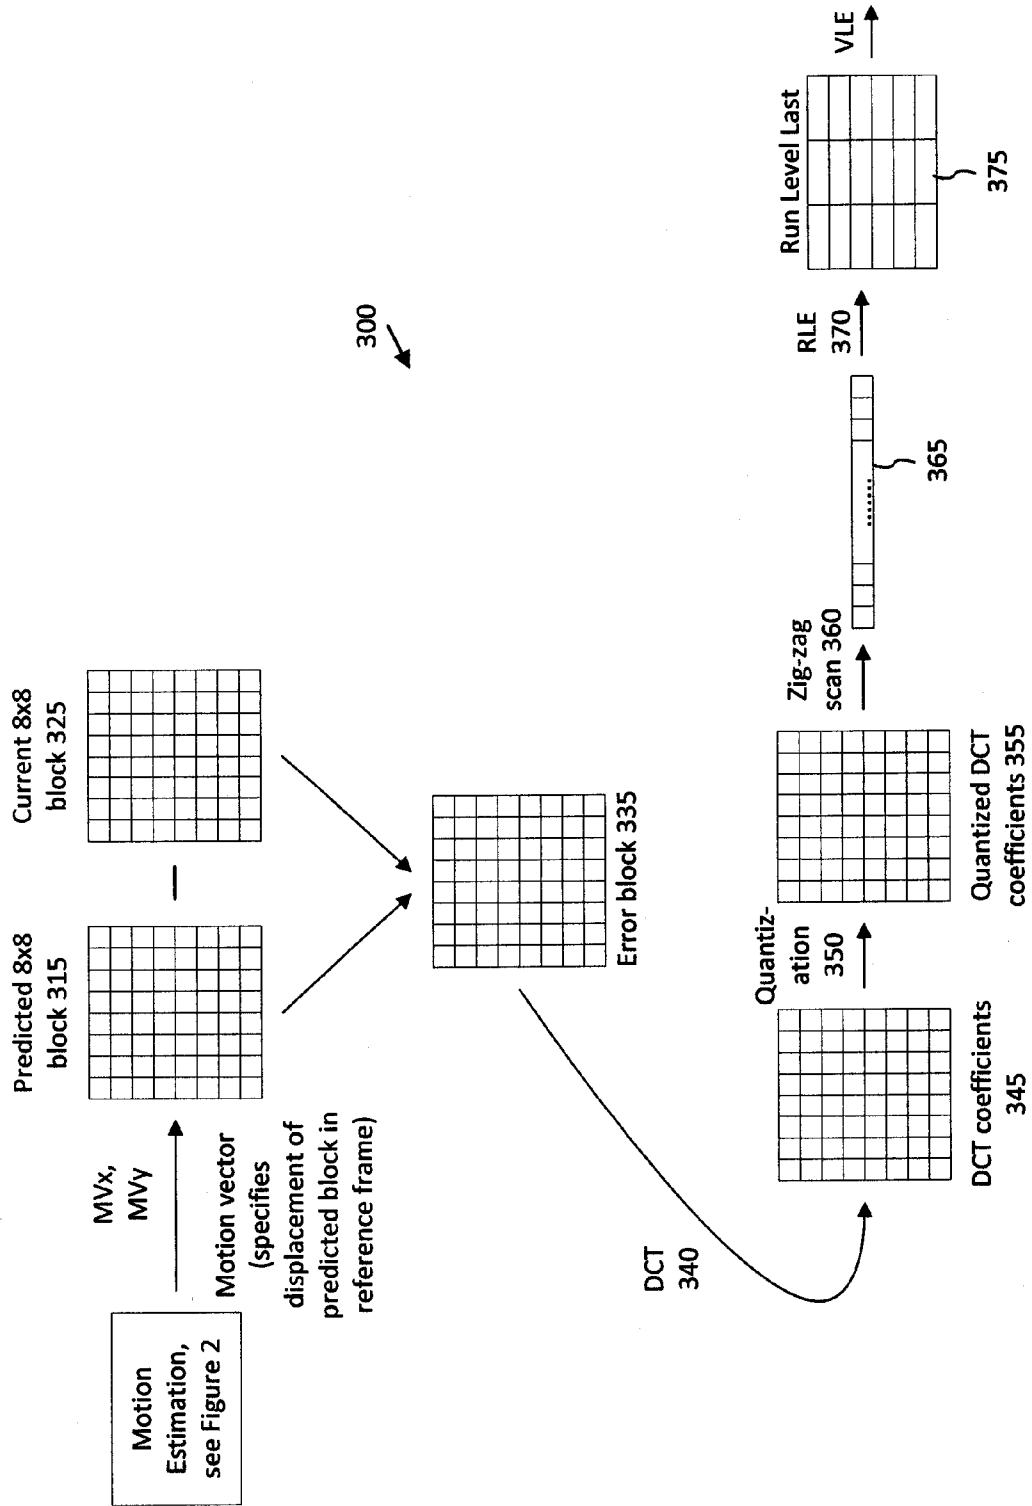 Motion
Estimation,
see Figure 2
MVx,
MVy
Motion vector
(specifies
displacement of
predicted block in
reference frame)
Predicted 8x8
block 315
Current 8x8
block 325
Error block 335
300
DCT
340
DCT coefficients
345
Quantiz-
ation
350
Quantized DCT
coefficients 355
Zig-zag
scan 360
.......
365
RLE
370
Run Level Last
375
VLE